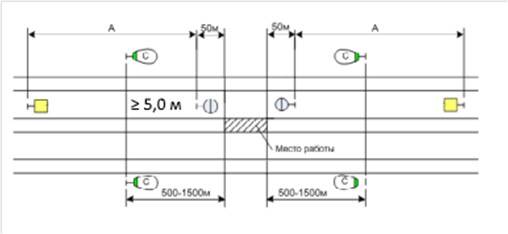 А 50м 50м А
С С
≥ 5,0 м
Место работы
С С
500-1500м 500-1500м